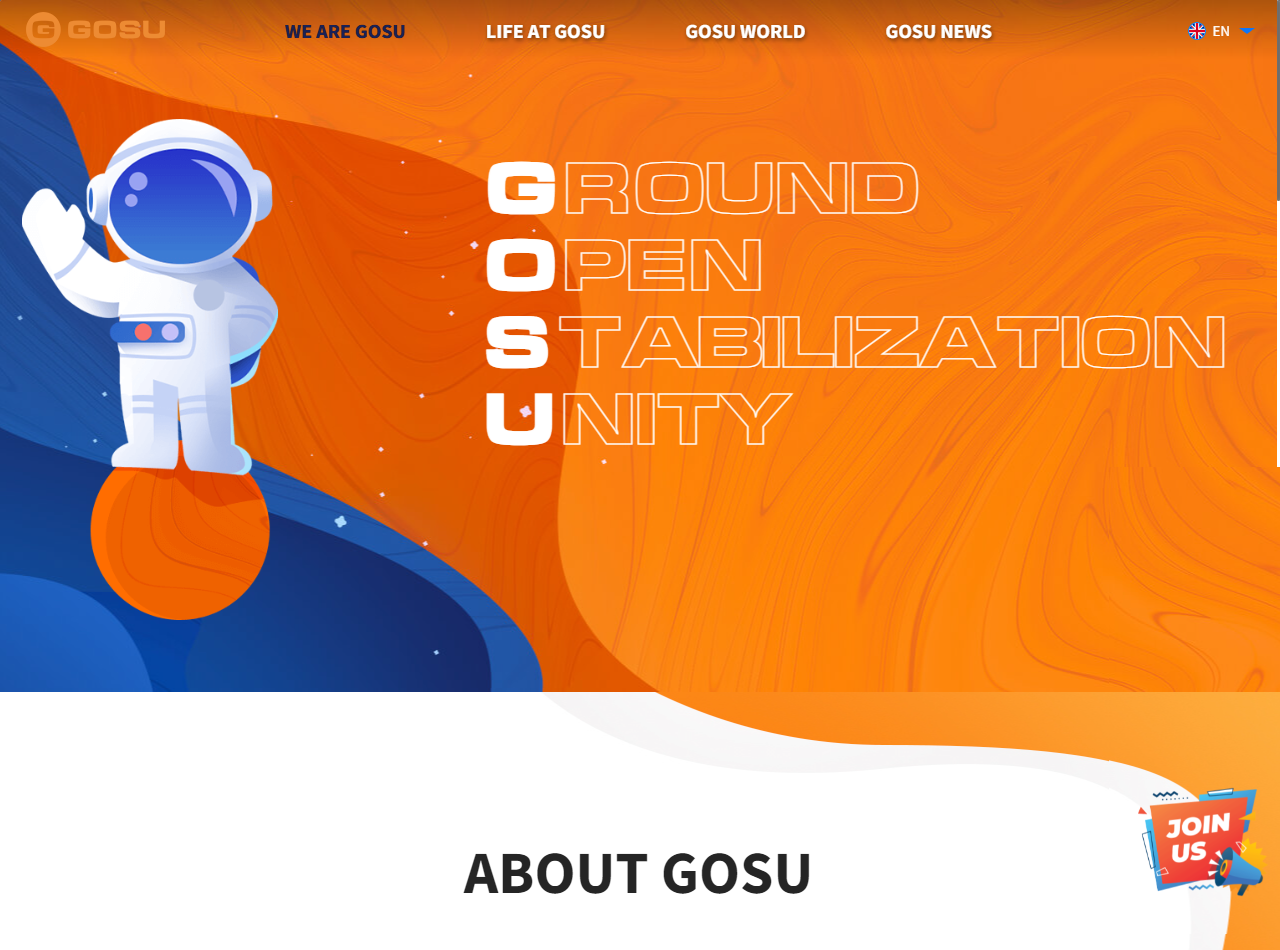 G GOSU
WE ARE GOSU
LIFE AT GOSU
GOSU WORLD
GOSU NEWS
EN
GROUND
OPEN
STABILIZATION
UNITY
JOIN
US
ABOUT GOSU